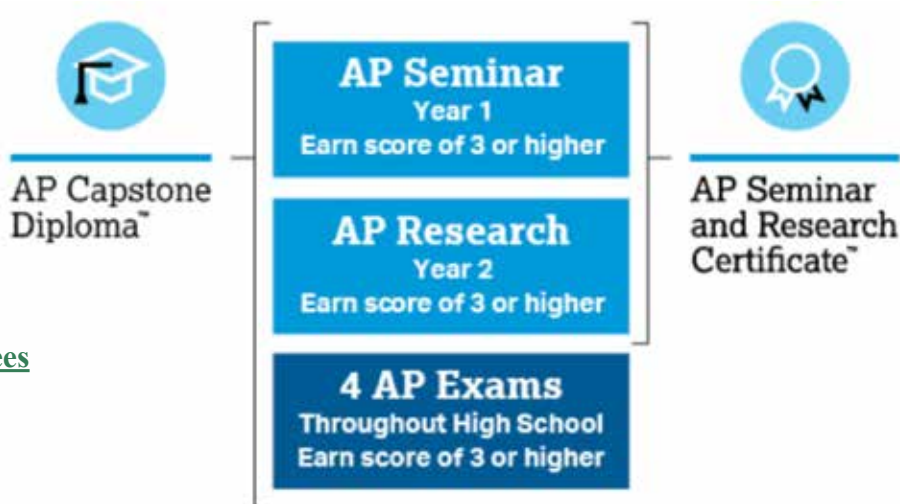 AP Capstone
Diploma™
AP Seminar
Year 1
Earn score of 3 or higher
AP Research
Year 2
Earn score of 3 or higher
4 AP Exams
Throughout High School
Earn score of 3 or higher
AP Seminar
and Research
Certificate™
ees